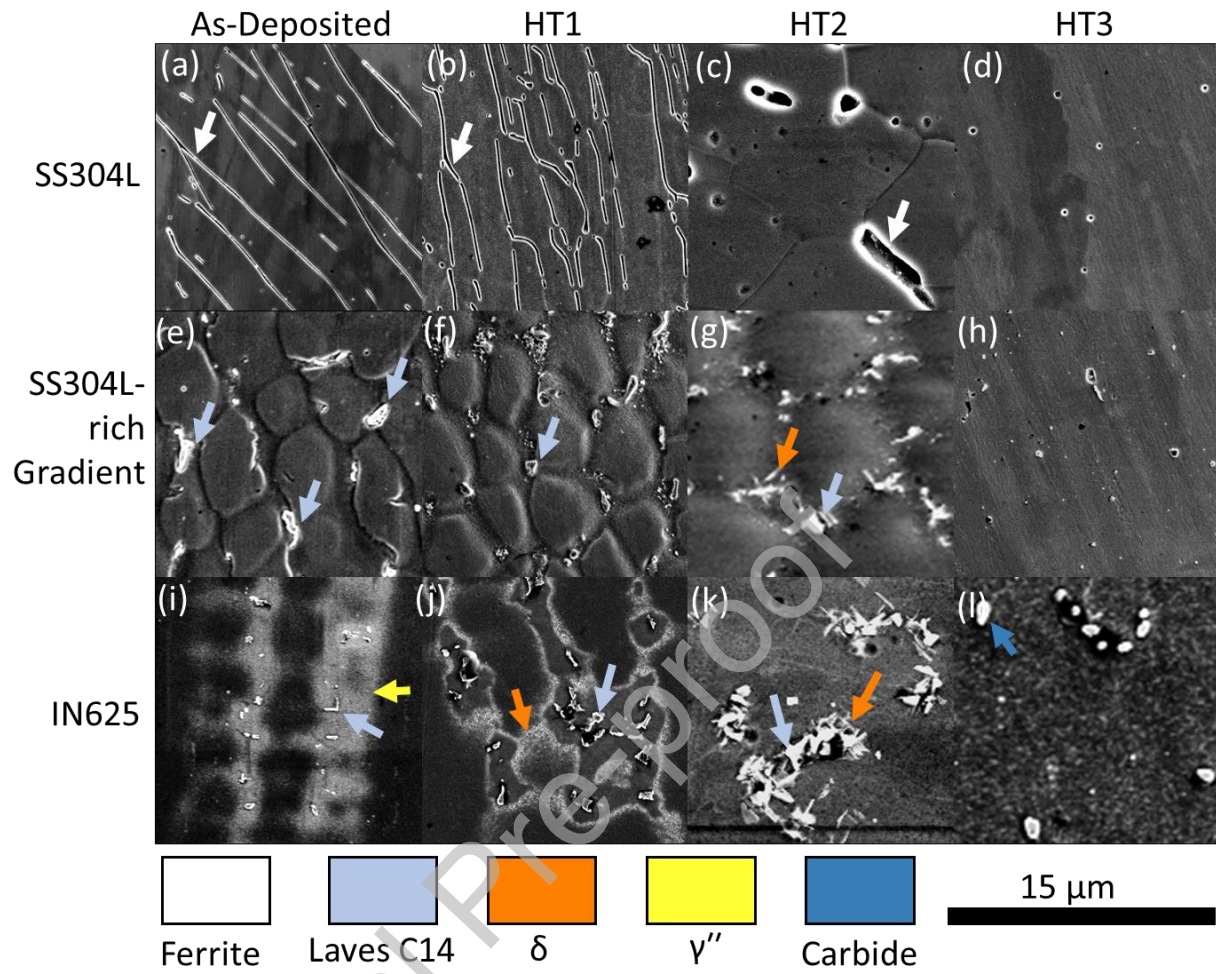 As-Deposited HT1 HT2 HT3
(a) (b) (c) (d)
SS304L
(e) (f) (g) (h)
SS304L-
rich
Gradient
(i) (j) (k) (l)
IN625
15 μm
Ferrite Laves C14 δ γ′′ Carbide
Pre-proof